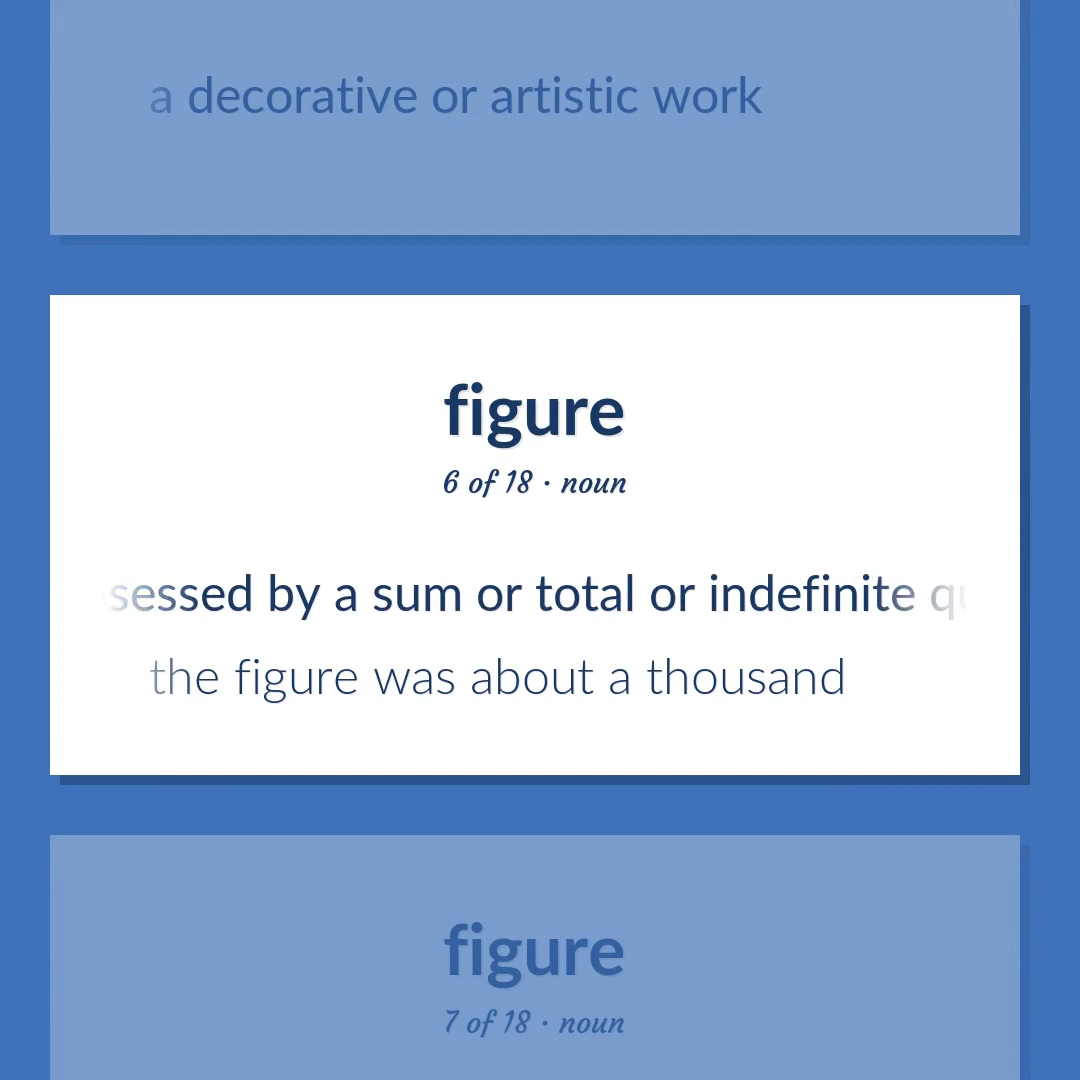 a decorative or artistic work
figure
6 of 18 · noun
sessed by a sum or total or indefinite
the figure was about a thousand
figure
7 of 18 · noun